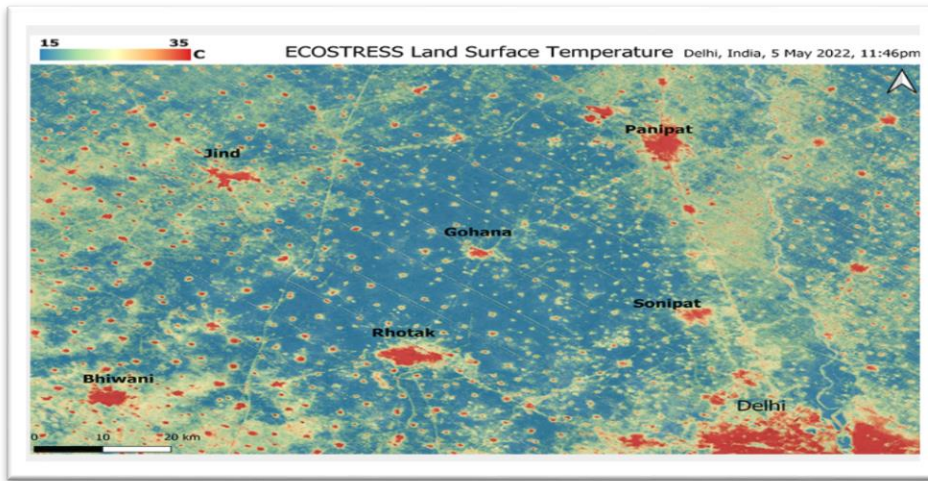 15 35 C ECOSTRESS Land Surface Temperature Delhi, India, 5 May 2022, 11:46pm
Panipat
Jind
Gohana
Sonipat
Rhotak
Bhiwani
Delhi
0 10 20 km